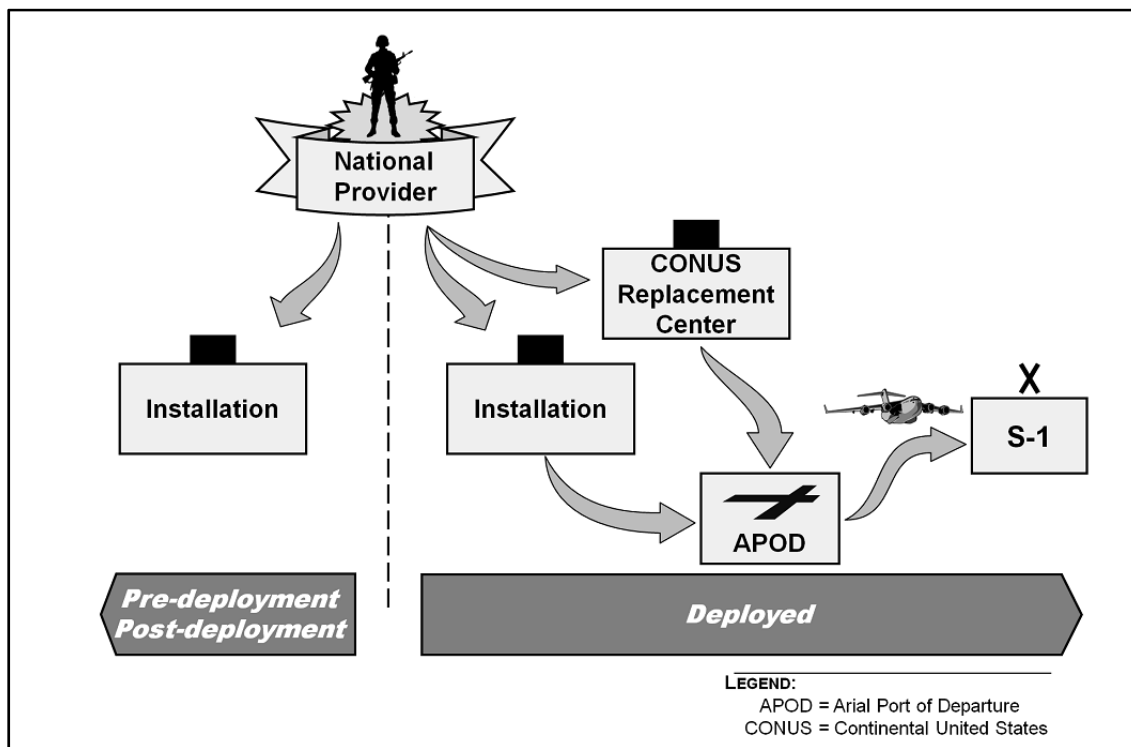 National
Provider
CONUS
Replacement
Center
Installation
Installation
X
S-1
APOD
Pre-deployment
Post-deployment
Deployed
LEGEND:
APOD = Arial Port of Departure
CONUS = Continental United States